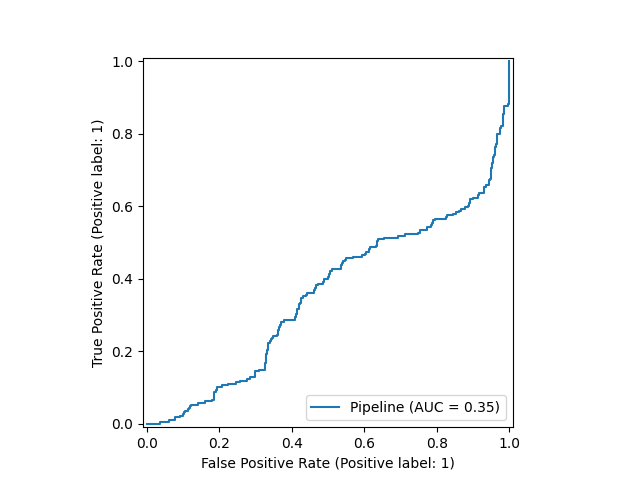 1.0
0.8
0.6
0.4
0.2
0.0
True Positive Rate (Positive label: 1)
Pipeline (AUC = 0.35)
0.0 0.2 0.4 0.6 0.8 1.0
False Positive Rate (Positive label: 1)